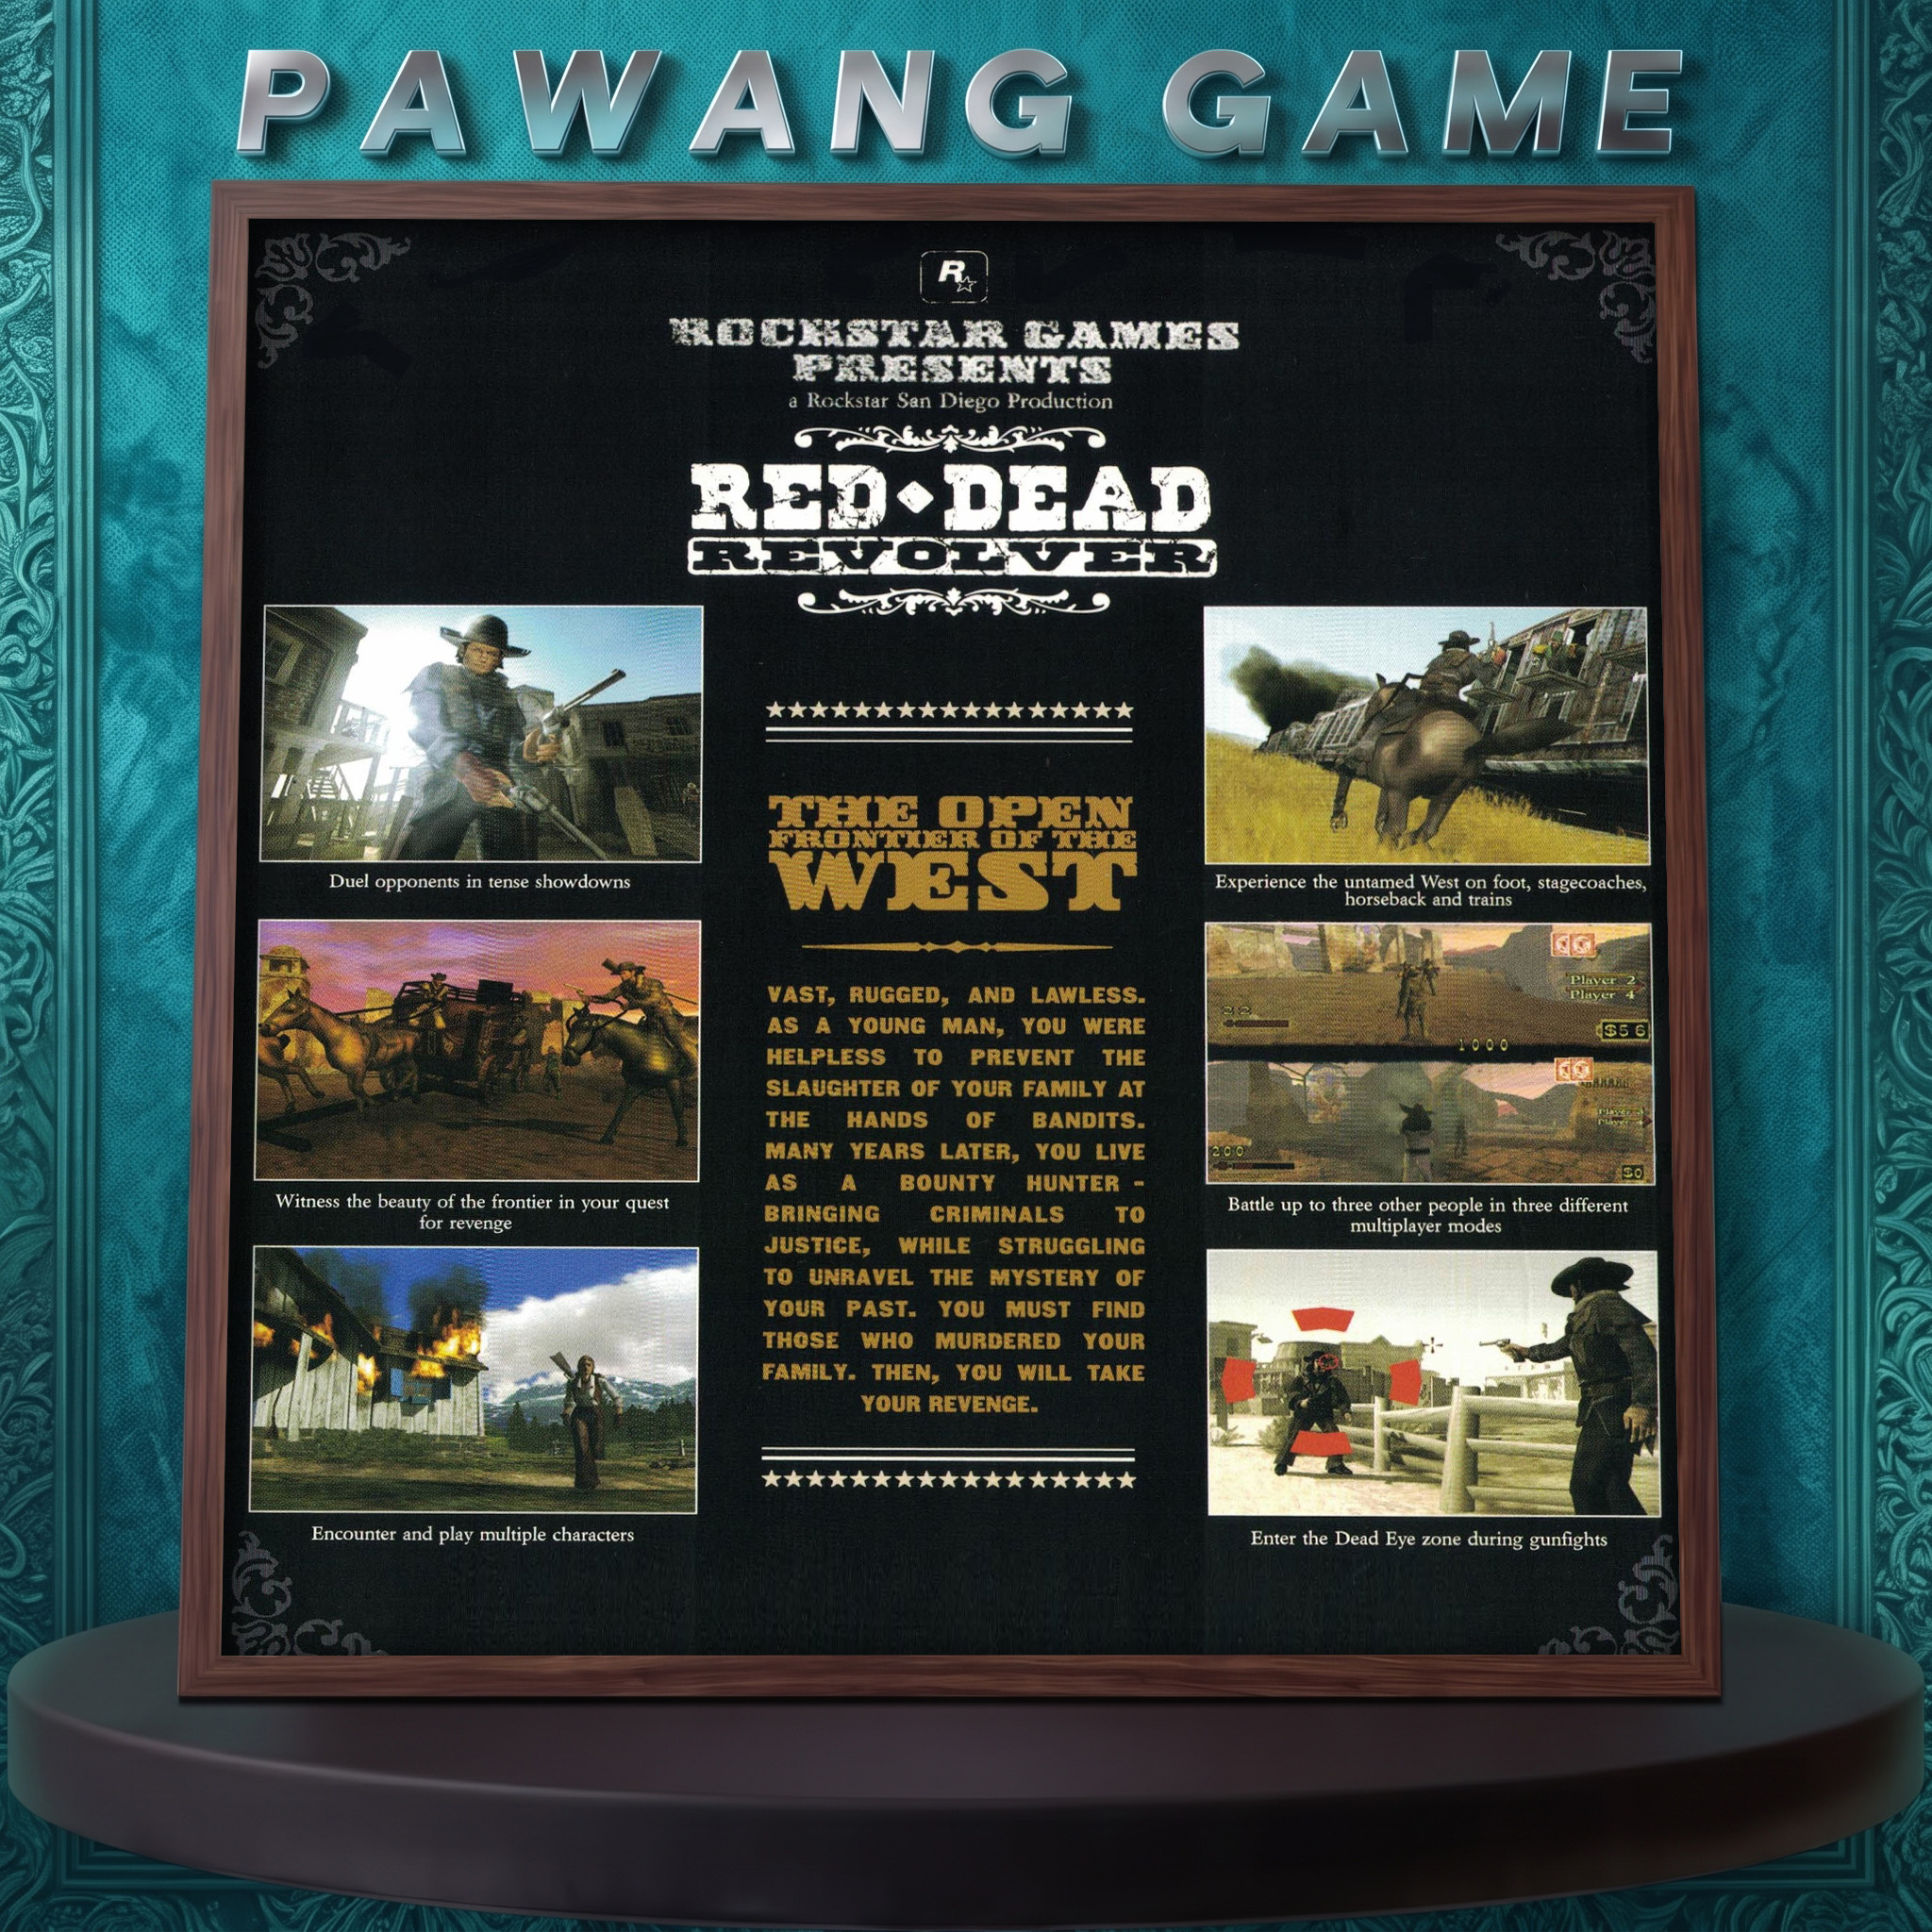 PAWANG GAME
R
ROCKSTAR GAMES
PRESENTS
a Rockstar San Diego Production
RED DEAD
REVOLVER
THE OPEN
FRONTIER OF THE
WEST
VAST, RUGGED, AND LAWLESS.
AS A YOUNG MAN, YOU WERE
HELPLESS TO PREVENT THE
SLAUGHTER OF YOUR FAMILY AT
THE HANDS OF BANDITS.
MANY YEARS LATER, YOU LIVE
AS A BOUNTY HUNTER -
BRINGING CRIMINALS TO
JUSTICE, WHILE STRUGGLING
TO UNRAVEL THE MYSTERY OF
YOUR PAST. YOU MUST FIND
THOSE WHO MURDERED YOUR
FAMILY. THEN, YOU WILL TAKE
YOUR REVENGE.
Duel opponents in tense showdowns
Witness the beauty of the frontier in your quest
for revenge
Encounter and play multiple characters
Experience the untamed West on foot, stagecoaches,
horseback and trains
Player 2
Player 4
$56
1000
200
$0
Battle up to three other people in three different
multiplayer modes
Enter the Dead Eye zone during gunfights